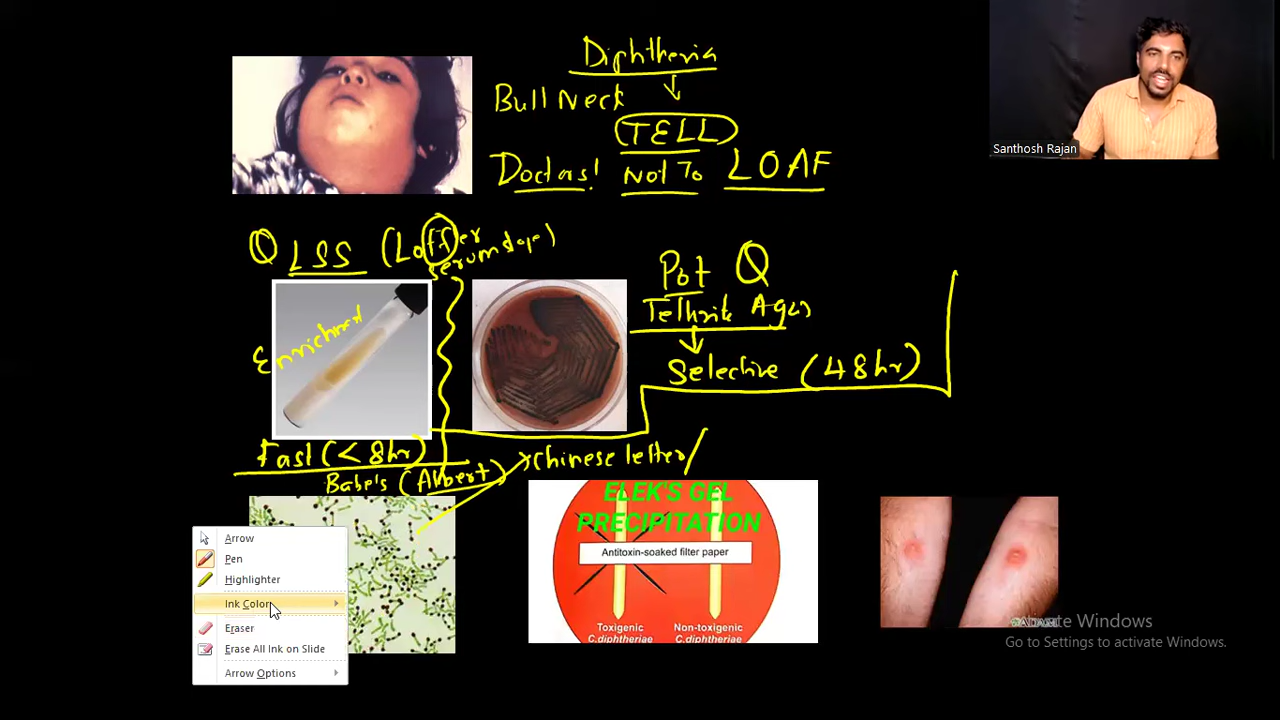 Diphtheria
Bull Neck
TELL
Doctors! Not To LOAF
Santhosh Rajan
Q LSS (Loffler
serum slope)
Pot Q
Tellurite Agar
Enriched
Selective (48hr)
Fast (< 8hr)
Chinese letter/
Babe's (Albert)
ELEK'S GEL
PRECIPITATION
Antitoxin-soaked filter paper
Toxigenic
C.diphtheriae
Non-toxigenic
C.diphtheriae
Arrow
Pen
Highlighter
Ink Color
Eraser
Erase All Ink on Slide
Arrow Options
Activate Windows
Go to Settings to activate Windows.